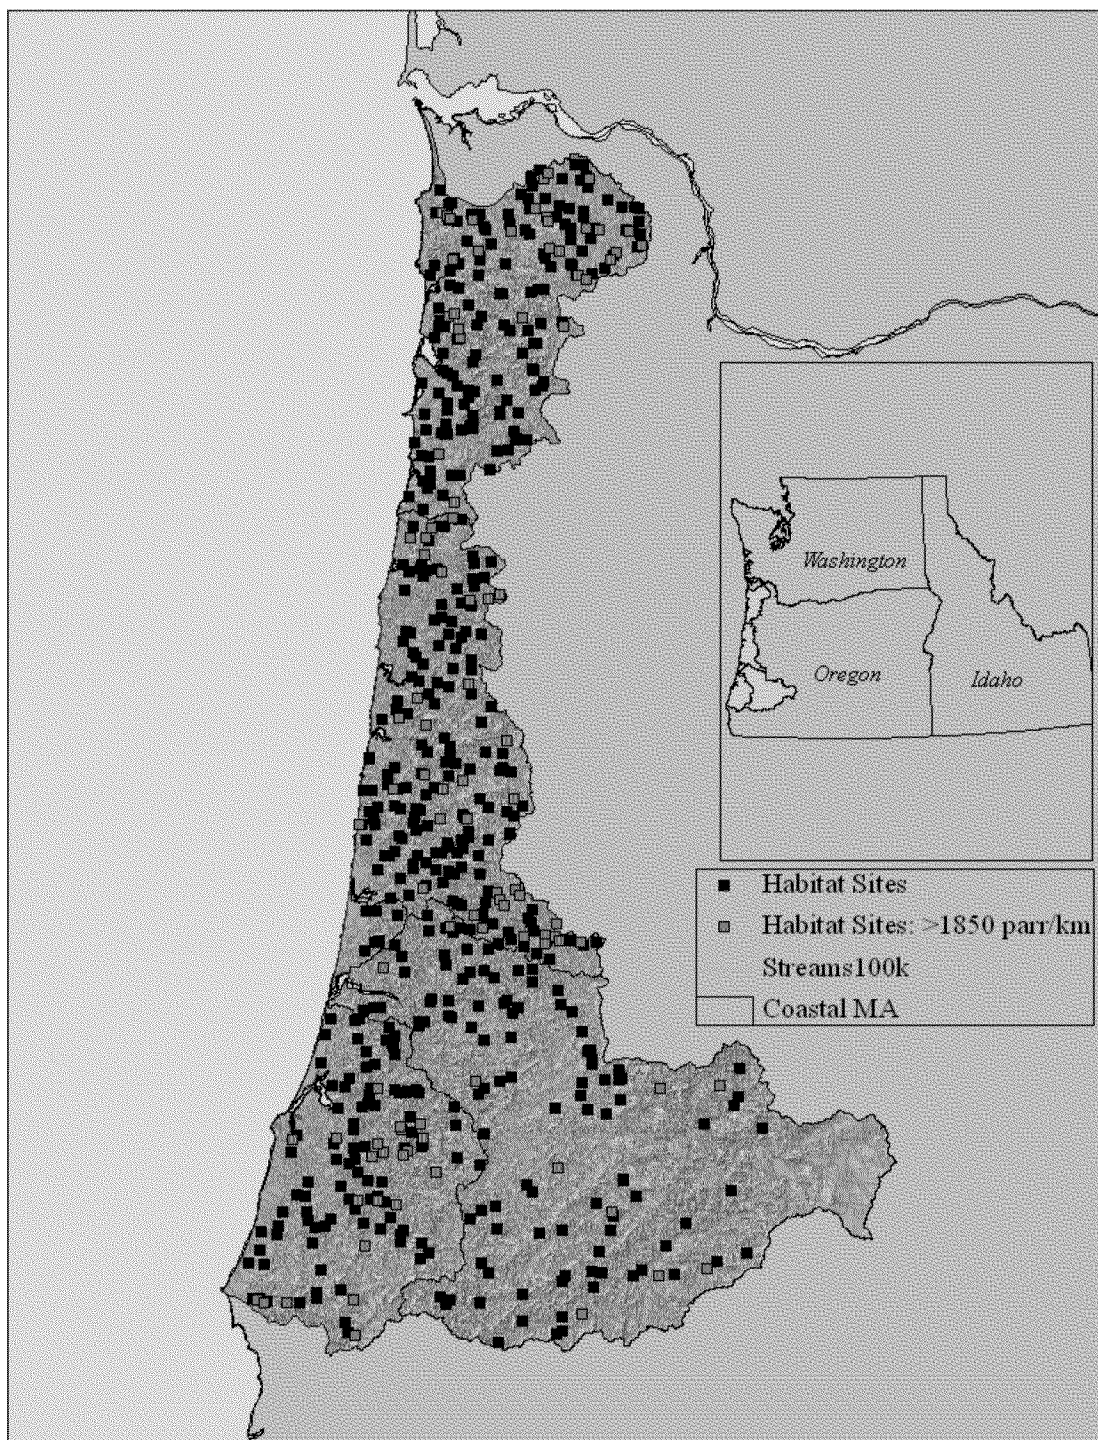 Washington
Oregon
Idaho
Habitat Sites
Habitat Sites: >1850 parr/km
Streams100k
Coastal MA